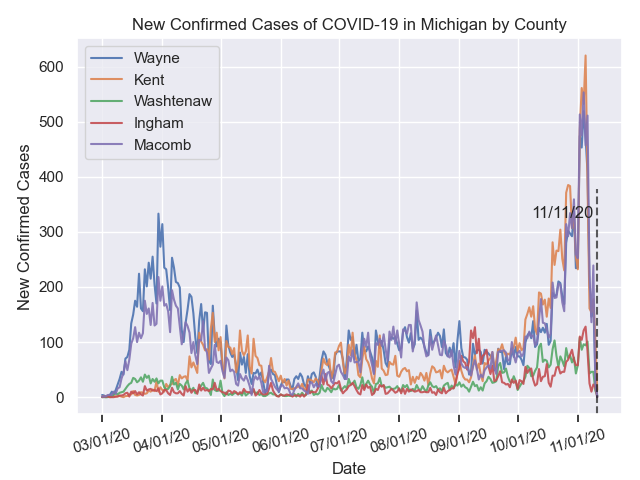 New Confirmed Cases of COVID-19 in Michigan by County
Wayne
Kent
Washtenaw
Ingham
Macomb
New Confirmed Cases
600
500
400
300
200
100
0
11/11/20
03/01/20
04/01/20
05/01/20
06/01/20
07/01/20
08/01/20
09/01/20
10/01/20
11/01/20
Date